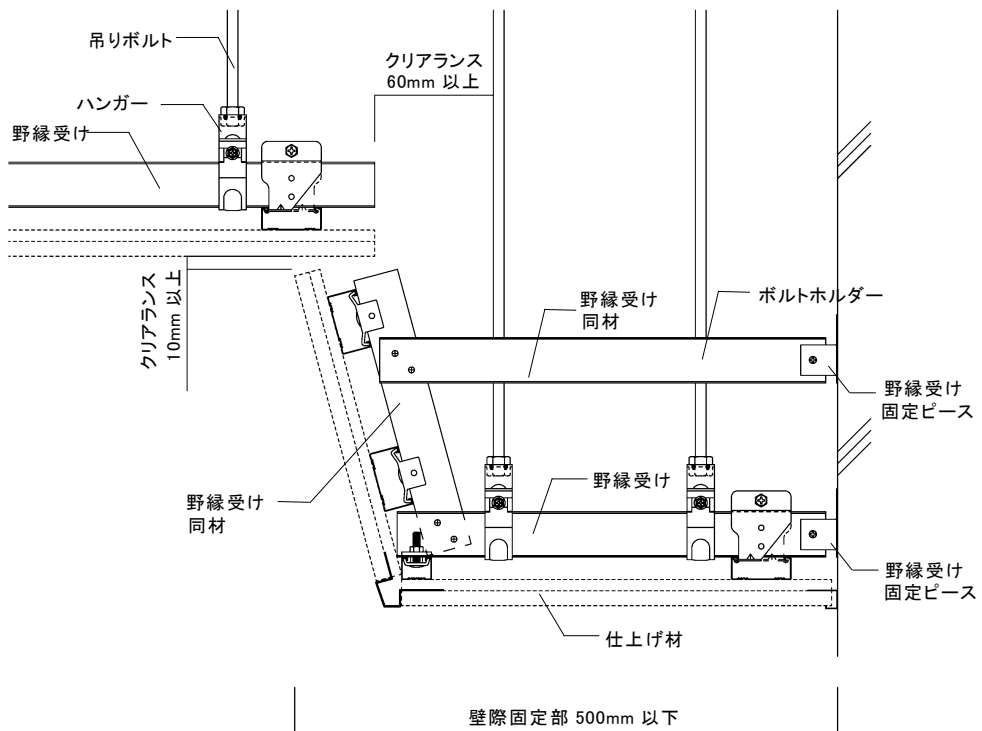 吊りボルト
クリアランス
60mm 以上
ハンガー
野縁受け
クリアランス
10mm 以上
野縁受け
同材
ボルトホルダー
野縁受け
固定ピース
野縁受け
野縁受け
同材
野縁受け
固定ピース
仕上げ材
壁際固定部 500mm 以下